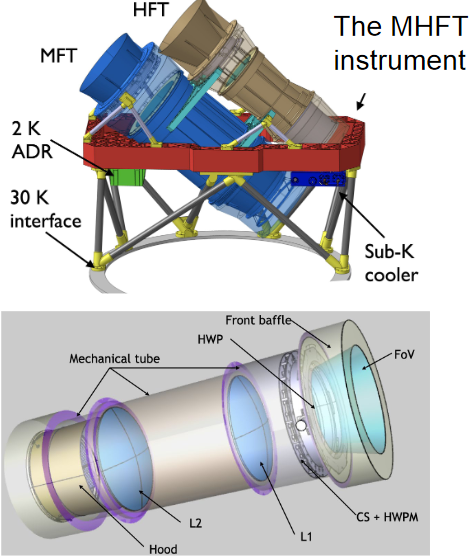 HFT
The MHFT
instrument
MFT
2 K
ADR
30 K
interface
Sub-K
cooler
Front baffle
HWP
FoV
Mechanical tube
CS + HWPM
L2
L1
Hood